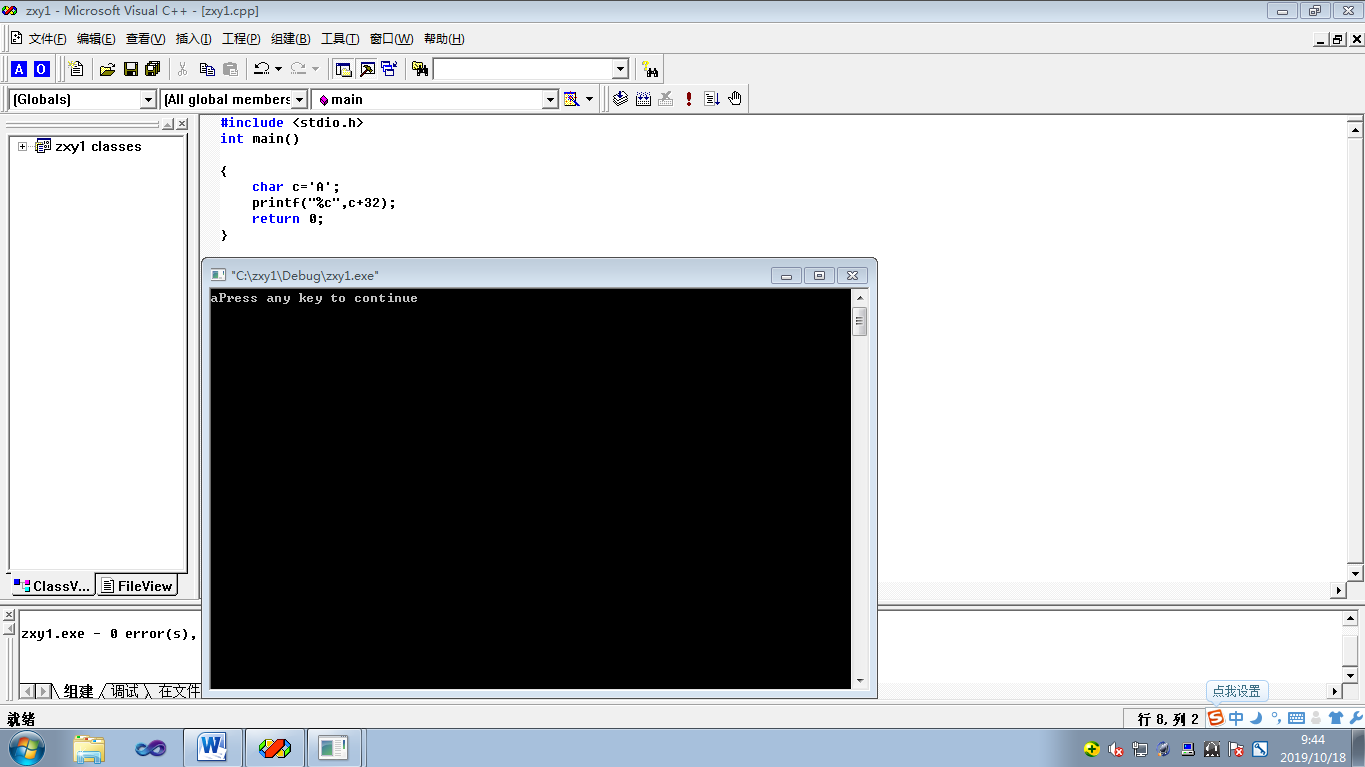 zxy1 - Microsoft Visual C++ - [zxy1.cpp]
文件(F) 编辑(E) 查看(V) 插入(I) 工程(P) 组建(B) 工具(T) 窗口(W) 帮助(H)
A O
(Globals) (All global members main
zxy1 classes
#include <stdio.h>
int main()
{
char c='A';
printf("%c",c+32);
return 0;
}
"C:\zxy1\Debug\zxy1.exe"
aPress any key to continue
ClassV... FileView
zxy1.exe - 0 error(s),
组建 调试 在文件
点我设置
就绪 行 8, 列 2 中
9:44
2019/10/18